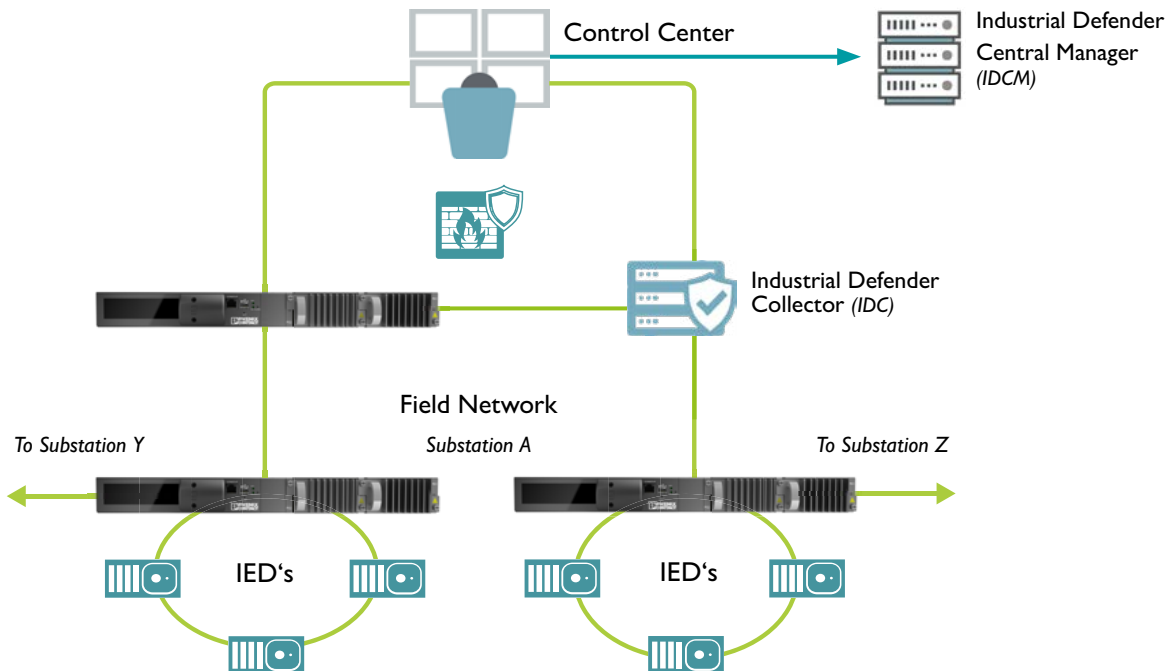 Control Center
Industrial Defender
Central Manager
(IDCM)
Industrial Defender
Collector (IDC)
Field Network
To Substation Y
Substation A
To Substation Z
IED‘s
IED‘s